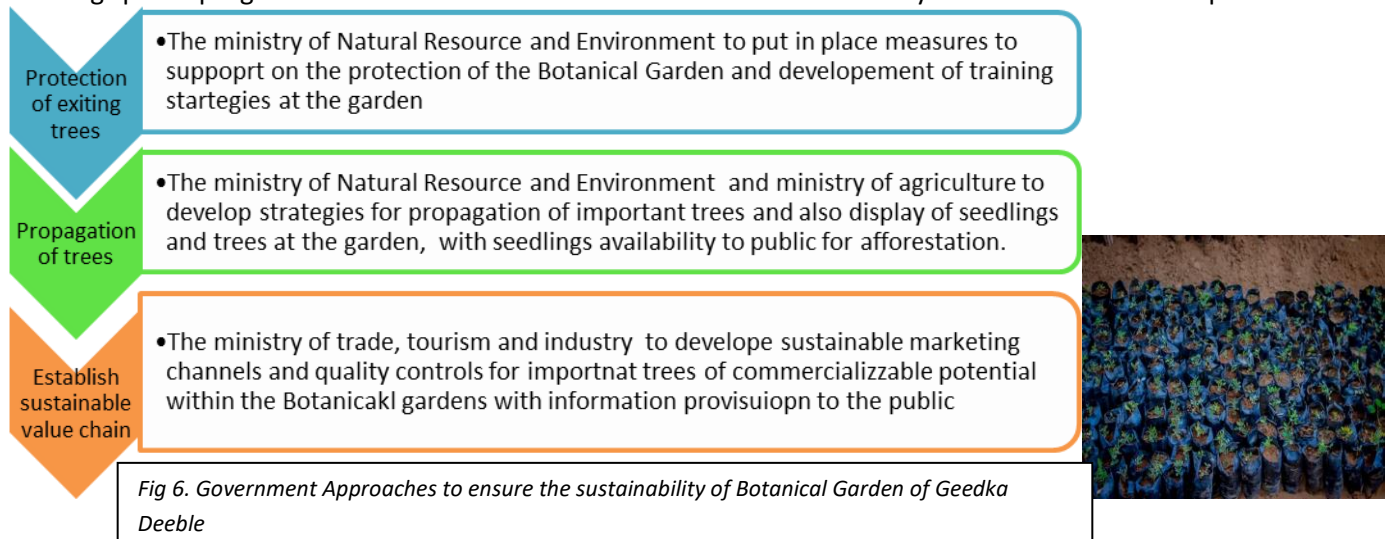 Protection
of exiting
trees
•The ministry of Natural Resource and Environment to put in place measures to
suppoprt on the protection of the Botanical Garden and developement of training
startegies at the garden
Propagation
of trees
•The ministry of Natural Resource and Environment  and ministry of agriculture to
develop strategies for propagation of important trees and also display of seedlings
and trees at the garden,  with seedlings availability to public for afforestation.
Establish
sustainable
value chain
•The ministry of trade, tourism and industry  to develope sustainable marketing
channels and quality controls for importnat trees of commercializzable potential
within the Botanicakl gardens with information provisuiopn to the public
Fig 6. Government Approaches to ensure the sustainability of Botanical Garden of Geedka
Deeble